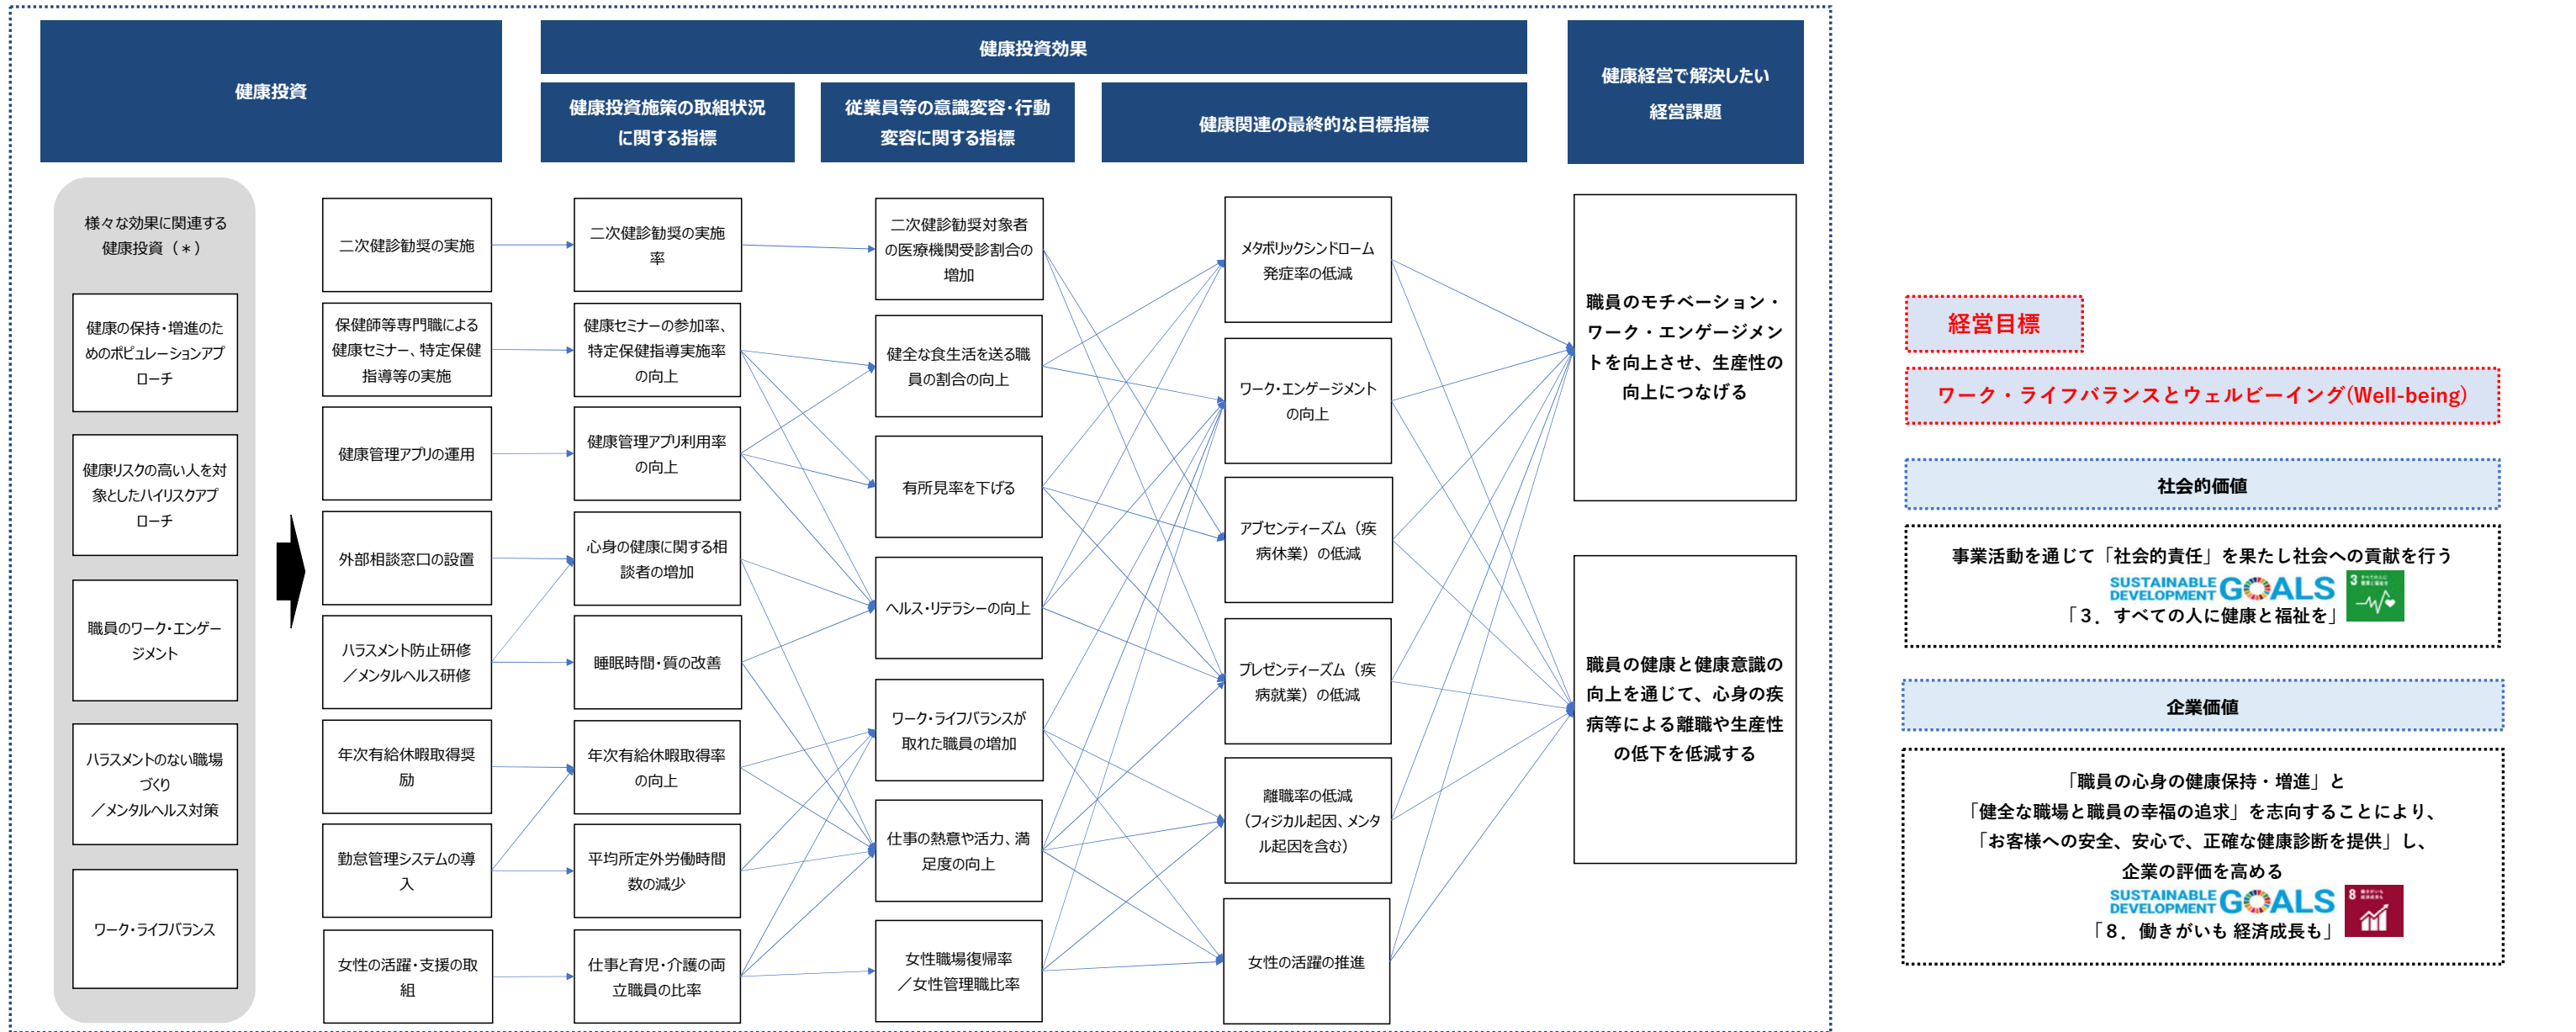 健康投資
健康投資効果
健康経営で解決したい
経営課題
健康投資施策の取組状況
に関する指標
従業員等の意識変容・行動
変容に関する指標
健康関連の最終的な目標指標
様々な効果に関連する
健康投資（＊）
健康の保持・増進のた
めのポピュレーションアプ
ローチ
健康リスクの高い人を対
象としたハイリスクアプ
ローチ
職員のワーク・エンゲー
ジメント
ハラスメントのない職場
づくり
／メンタルヘルス対策
ワーク・ライフバランス
二次健診勧奨の実施
保健師等専門職による
健康セミナー、特定保健
指導等の実施
健康管理アプリの運用
外部相談窓口の設置
ハラスメント防止研修
／メンタルヘルス研修
年次有給休暇取得奨
励
勤怠管理システムの導
入
女性の活躍・支援の取
組
二次健診勧奨の実施
率
健康セミナーの参加率、
特定保健指導実施率
の向上
健康管理アプリ利用率
の向上
心身の健康に関する相
談者の増加
睡眠時間・質の改善
年次有給休暇取得率
の向上
平均所定外労働時間
数の減少
仕事と育児・介護の両
立職員の比率
二次健診勧奨対象者
の医療機関受診割合の
増加
健全な食生活を送る職
員の割合の向上
有所見率を下げる
ヘルス・リテラシーの向上
ワーク・ライフバランスが
取れた職員の増加
仕事の熱意や活力、満
足度の向上
女性職場復帰率
／女性管理職比率
メタボリックシンドローム
発症率の低減
ワーク・エンゲージメント
の向上
アブセンティーズム（疾
病休業）の低減
プレゼンティーズム（疾
病就業）の低減
離職率の低減
（フィジカル起因、メンタ
ル起因を含む）
女性の活躍の推進
職員のモチベーション・
ワーク・エンゲージメン
トを向上させ、生産性の
向上につなげる
職員の健康と健康意識の
向上を通じて、心身の疾
病等による離職や生産性
の低下を低減する
経営目標
ワーク・ライフバランスとウェルビーイング(Well-being)
社会的価値
事業活動を通じて「社会的責任」を果たし社会への貢献を行う
SUSTAINABLE
DEVELOPMENT GOALS
3 すべての人に
健康と福祉を
「３．すべての人に健康と福祉を」
企業価値
「職員の心身の健康保持・増進」と
「健全な職場と職員の幸福の追求」を志向することにより、
「お客様への安全、安心で、正確な健康診断を提供」し、
企業の評価を高める
SUSTAINABLE
DEVELOPMENT GOALS
8 働きがいも
経済成長も
「８．働きがいも 経済成長も」